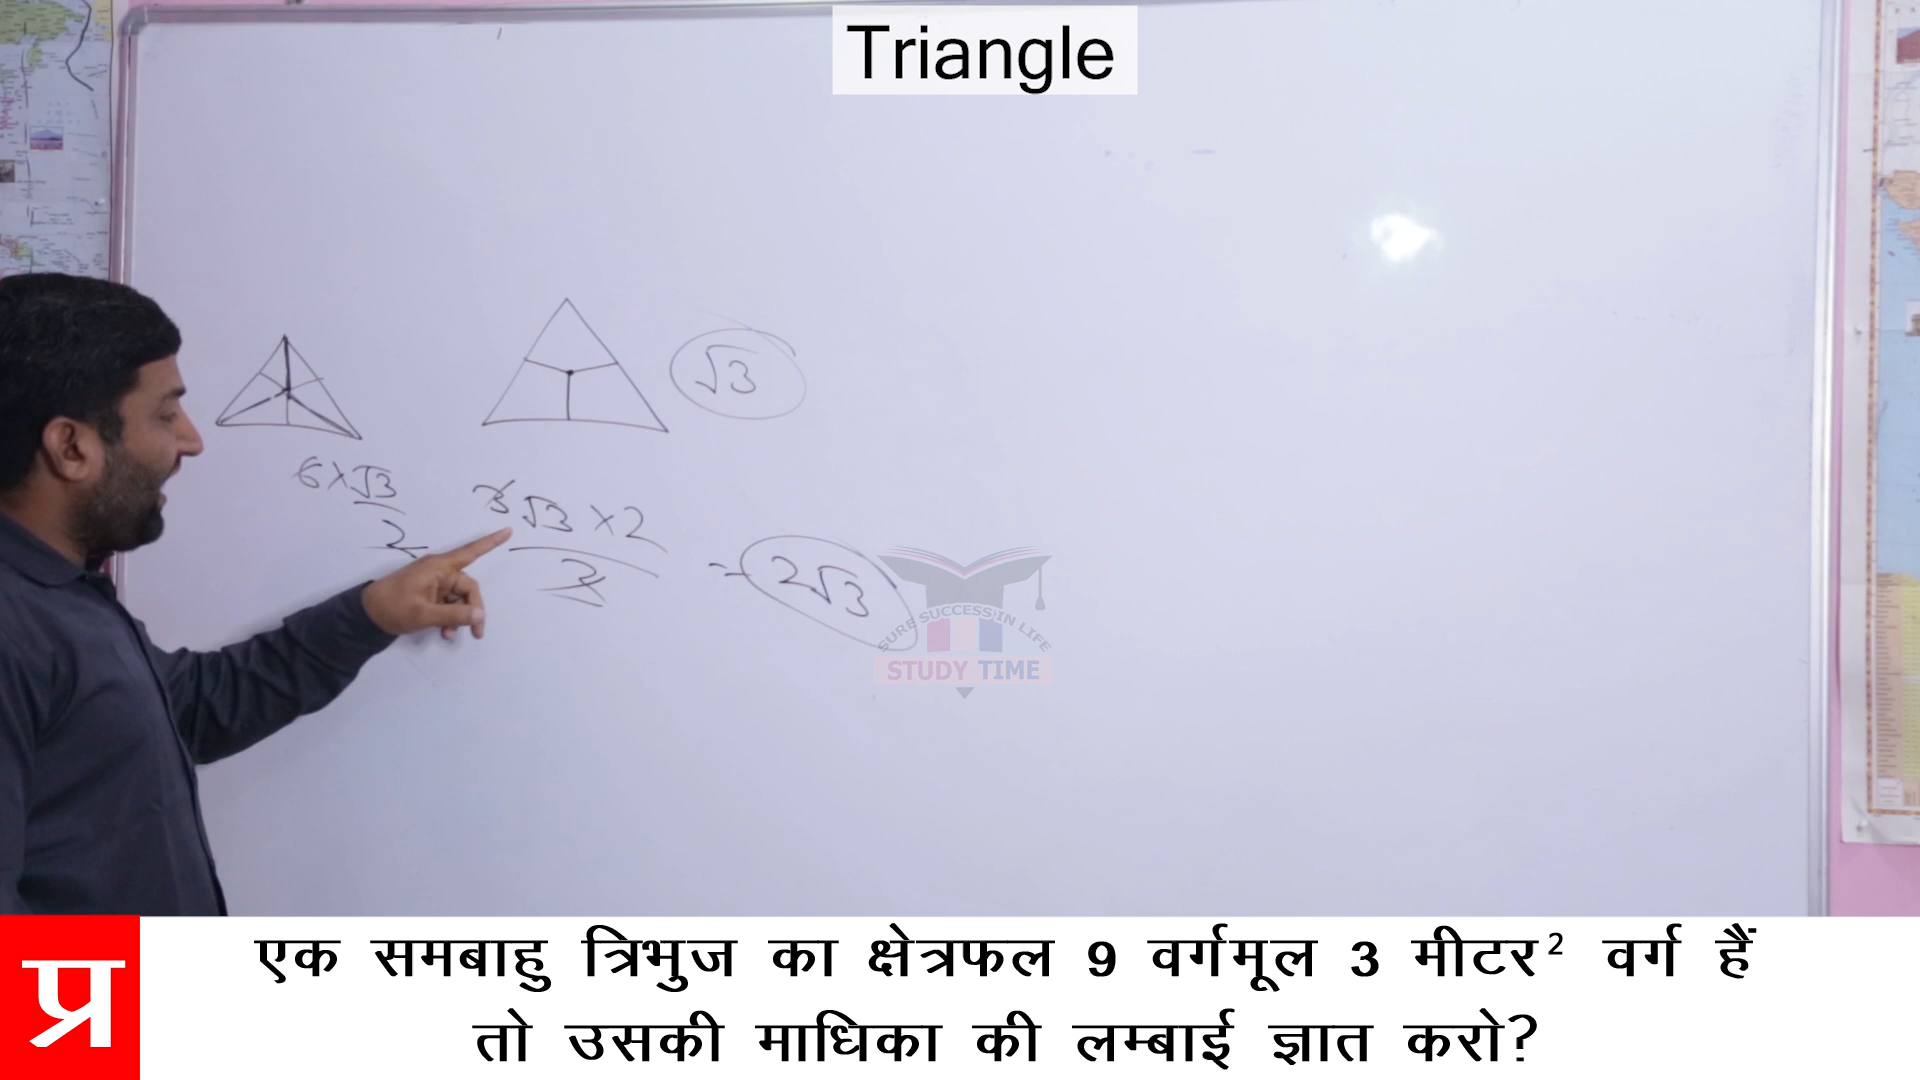 Triangle
√3
6×√3
2
3√3 ×2
3
= 2√3
SURE SUCCESS IN LIFE
STUDY TIME
प्र
एक समबाहु त्रिभुज का क्षेत्रफल 9 वर्गमूल 3 मीटर² वर्ग हैं
तो उसकी माधिका की लम्बाई ज्ञात करो?